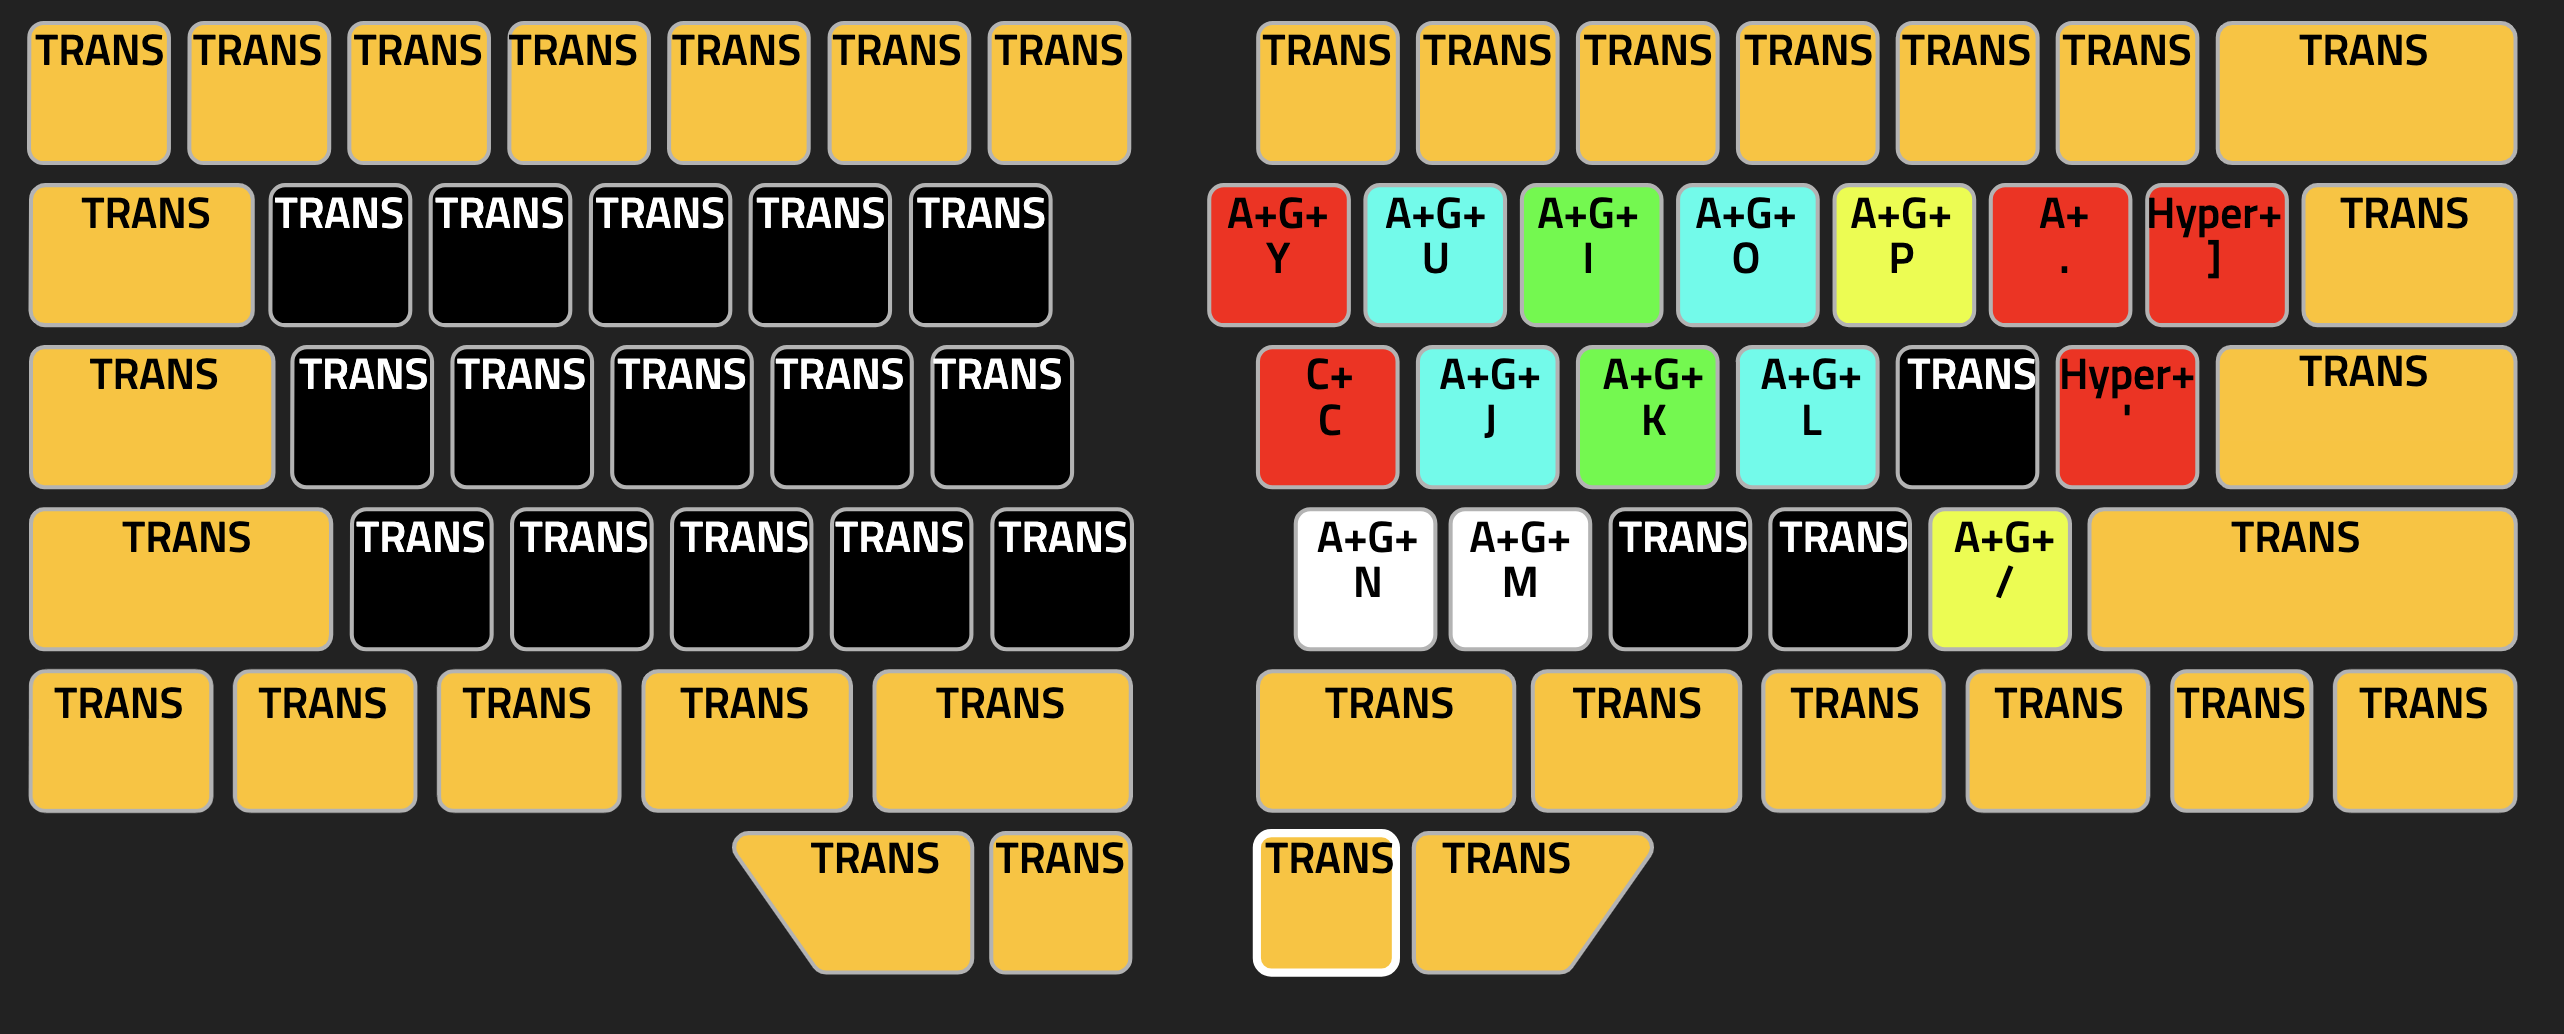 TRANS TRANS TRANS TRANS TRANS TRANS TRANS TRANS TRANS TRANS TRANS TRANS TRANS TRANS
TRANS TRANS TRANS TRANS TRANS TRANS A+G+ A+G+ A+G+ A+G+ A+G+ A+ Hyper+ TRANS
Y U I O P . ]
TRANS TRANS TRANS TRANS TRANS TRANS C+ A+G+ A+G+ A+G+ TRANS Hyper+ TRANS
C J K L '
TRANS TRANS TRANS TRANS TRANS TRANS A+G+ A+G+ TRANS TRANS A+G+ TRANS
N M /
TRANS TRANS TRANS TRANS TRANS TRANS TRANS TRANS TRANS TRANS TRANS
TRANS TRANS TRANS TRANS